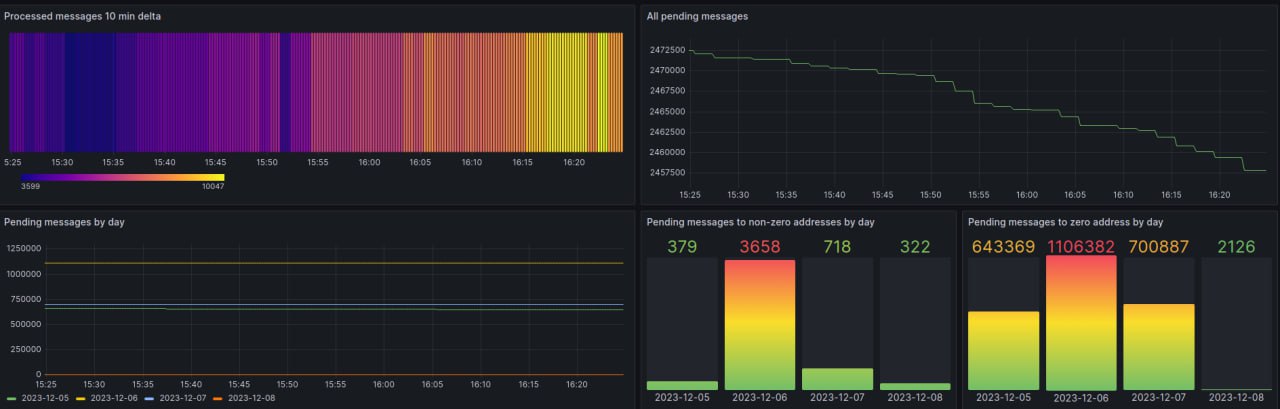 Processed messages 10 min delta
5:25 15:30 15:35 15:40 15:45 15:50 15:55 16:00 16:05 16:10 16:15 16:20
3599 10047
All pending messages
2472500
2470000
2467500
2465000
2462500
2460000
2457500
15:25 15:30 15:35 15:40 15:45 15:50 15:55 16:00 16:05 16:10 16:15 16:20
Pending messages by day
1250000
1000000
750000
500000
250000
0
15:25 15:30 15:35 15:40 15:45 15:50 15:55 16:00 16:05 16:10 16:15 16:20
2023-12-05 2023-12-06 2023-12-07 2023-12-08
Pending messages to non-zero addresses by day
379 3658 718 322
2023-12-05 2023-12-06 2023-12-07 2023-12-08
Pending messages to zero address by day
643369 1106382 700887 2126
2023-12-05 2023-12-06 2023-12-07 2023-12-08